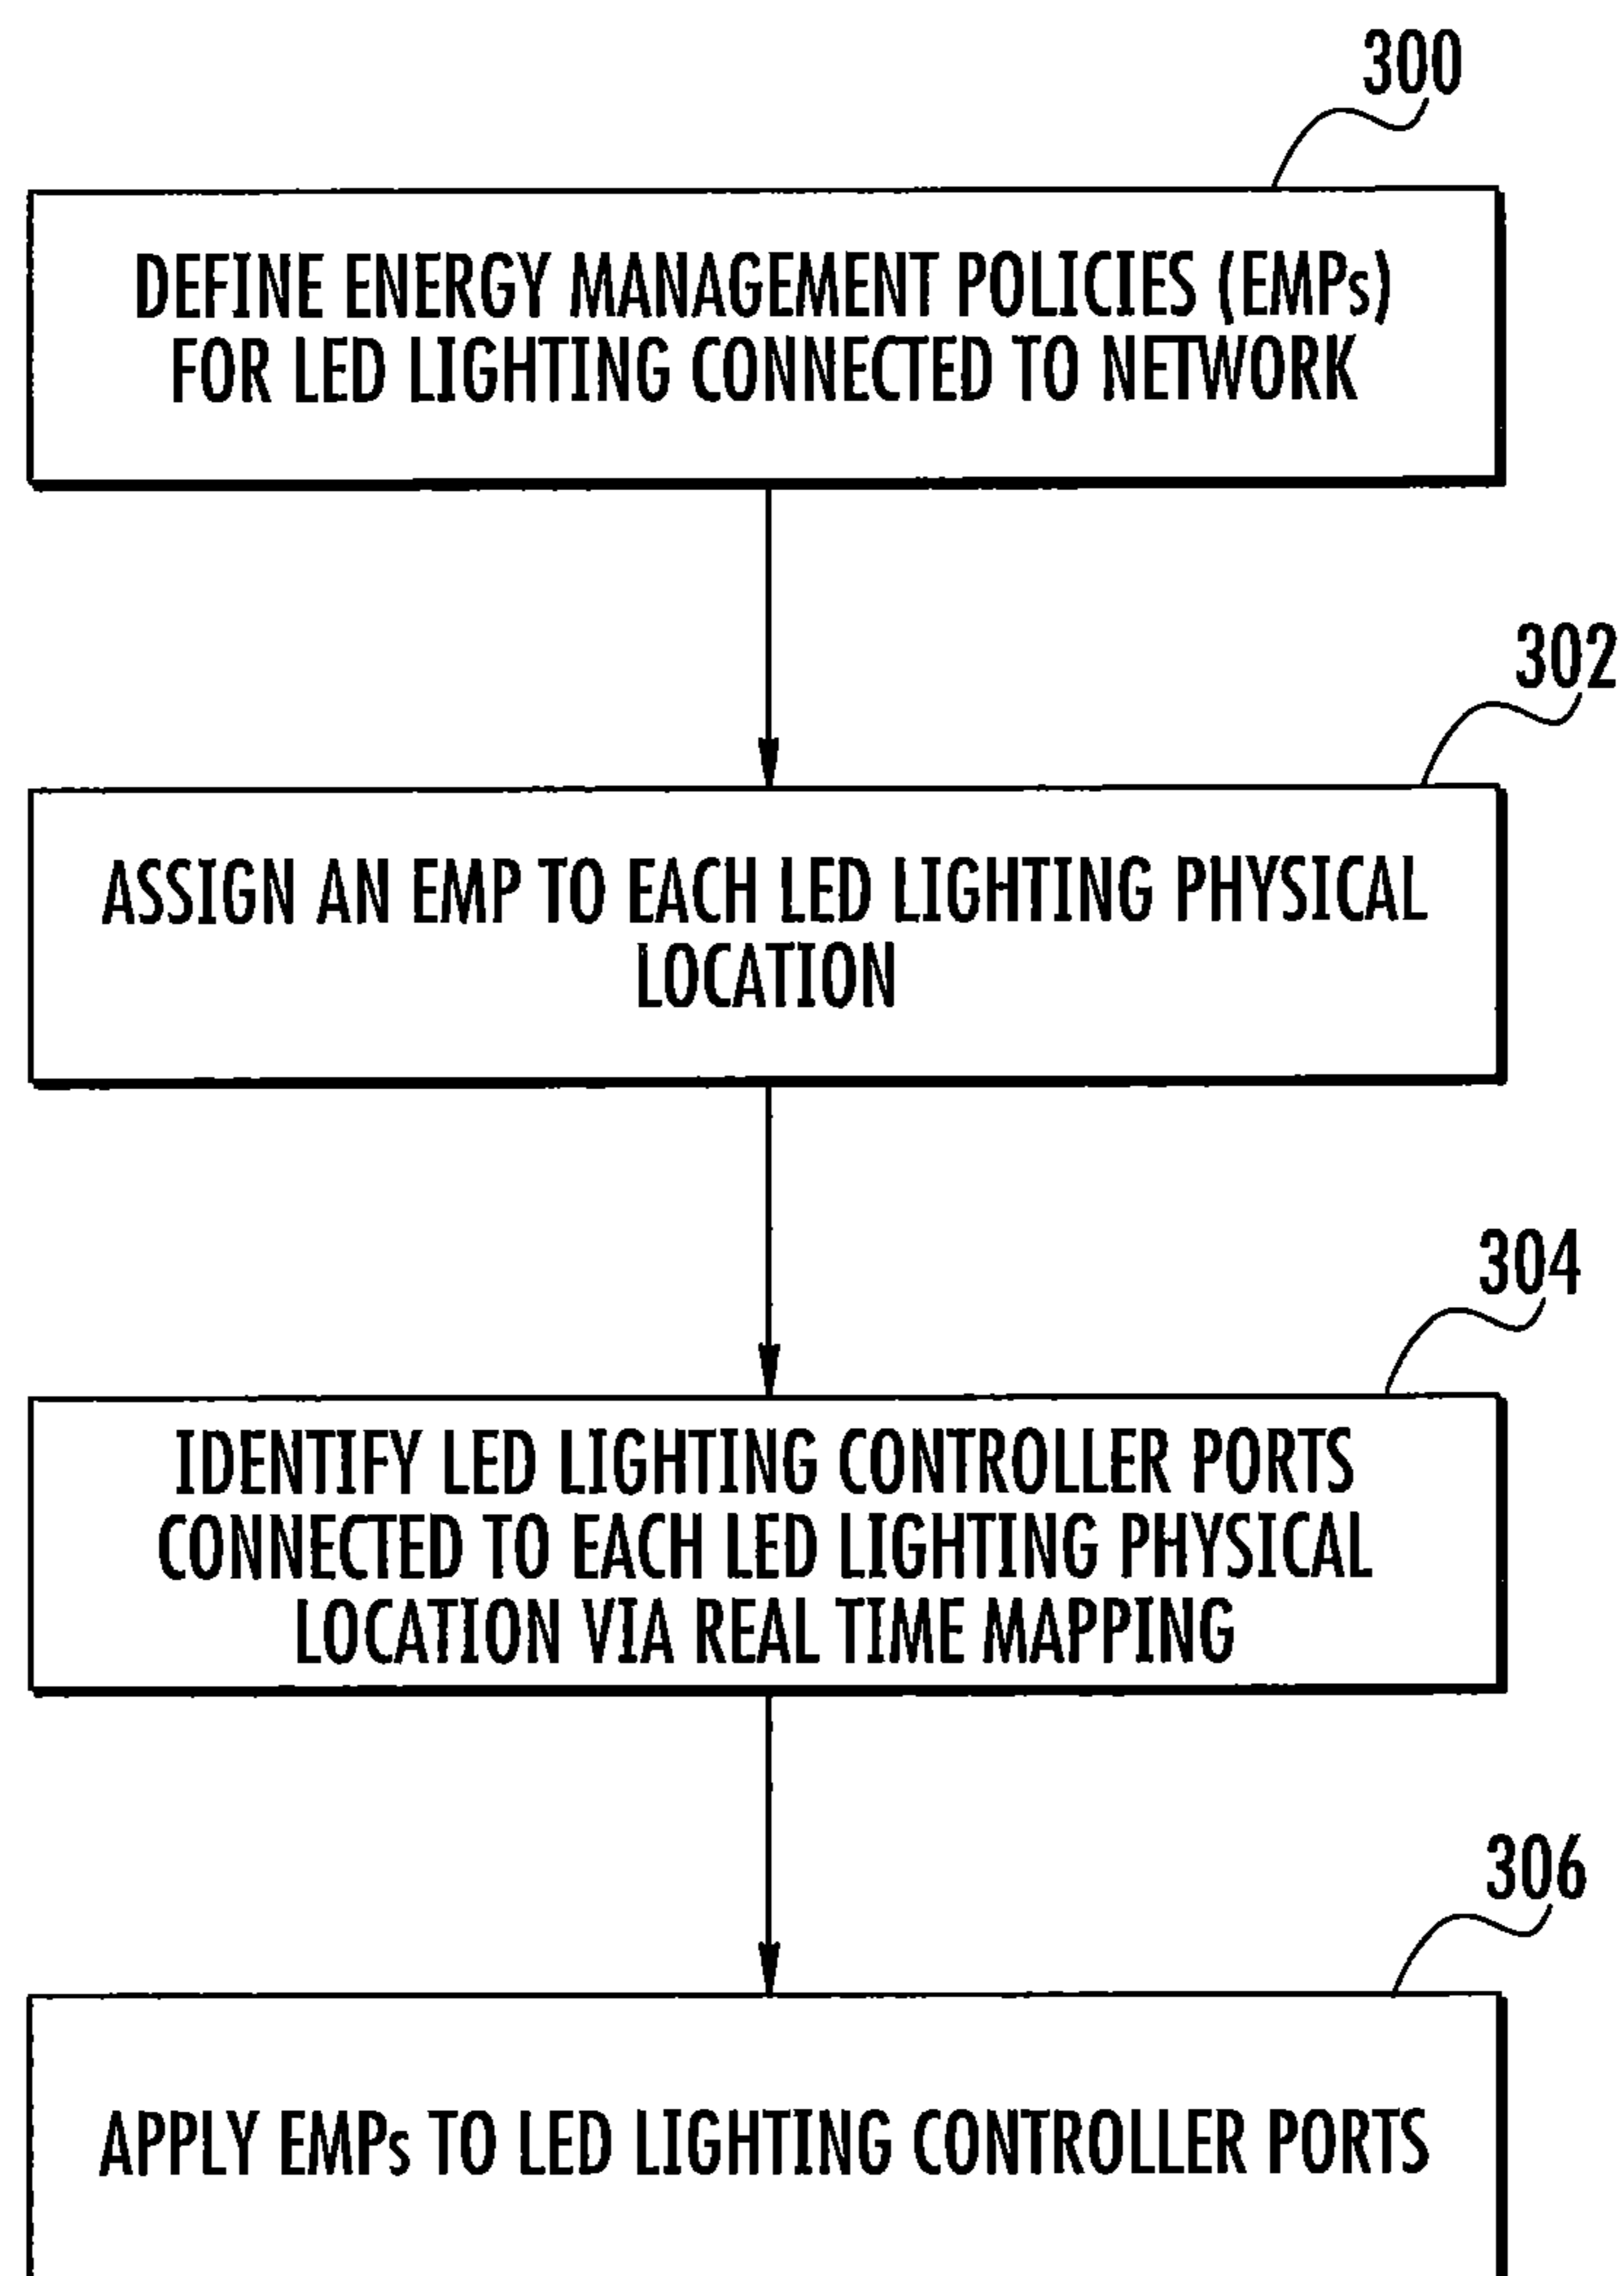 300
DEFINE ENERGY MANAGEMENT POLICIES (EMPs)
FOR LED LIGHTING CONNECTED TO NETWORK
302
ASSIGN AN EMP TO EACH LED LIGHTING PHYSICAL
LOCATION
304
IDENTIFY LED LIGHTING CONTROLLER PORTS
CONNECTED TO EACH LED LIGHTING PHYSICAL
LOCATION VIA REAL TIME MAPPING
306
APPLY EMPs TO LED LIGHTING CONTROLLER PORTS